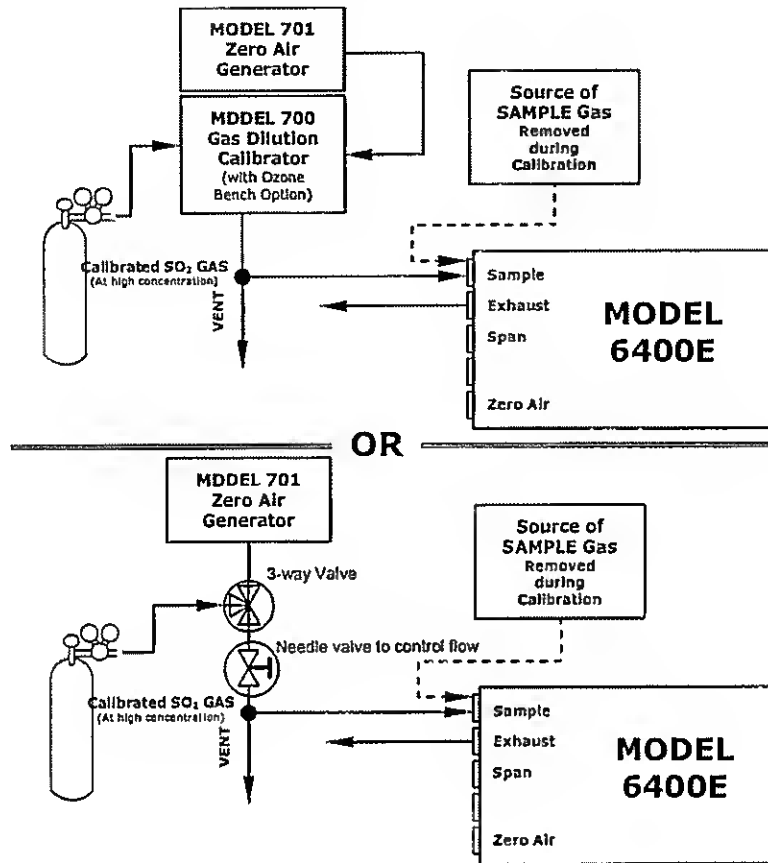 MODEL 701
Zero Air
Generator
MDDEL 700
Gas Dilution
Calibrator
(with Ozone
Bench Option)
Source of
SAMPLE Gas
Removed
during
Calibration
Calibrated SO₂ GAS
(At high concentration)
VENT
Sample
Exhaust
Span
Zero Air
MODEL
6400E
OR
MDDEL 701
Zero Air
Generator
3-way Valve
Source of
SAMPLE Gas
Removed
during
Calibration
Needle valve to control flow
Calibrated SO₂ GAS
(At high concentration)
VENT
Sample
Exhaust
Span
Zero Air
MODEL
6400E